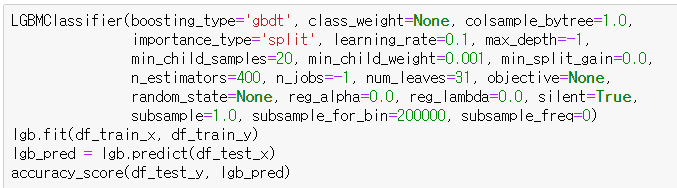 LGBMClassifier(boosting_type='gbdt', class_weight=None, colsample_bytree=1.0,
importance_type='split', learning_rate=0.1, max_depth=-1,
min_child_samples=20, min_child_weight=0.001, min_split_gain=0.0,
n_estimators=400, n_jobs=-1, num_leaves=31, objective=None,
random_state=None, reg_alpha=0.0, reg_lambda=0.0, silent=True,
subsample=1.0, subsample_for_bin=200000, subsample_freq=0)
lgb.fit(df_train_x, df_train_y)
lgb_pred = lgb.predict(df_test_x)
accuracy_score(df_test_y, lgb_pred)